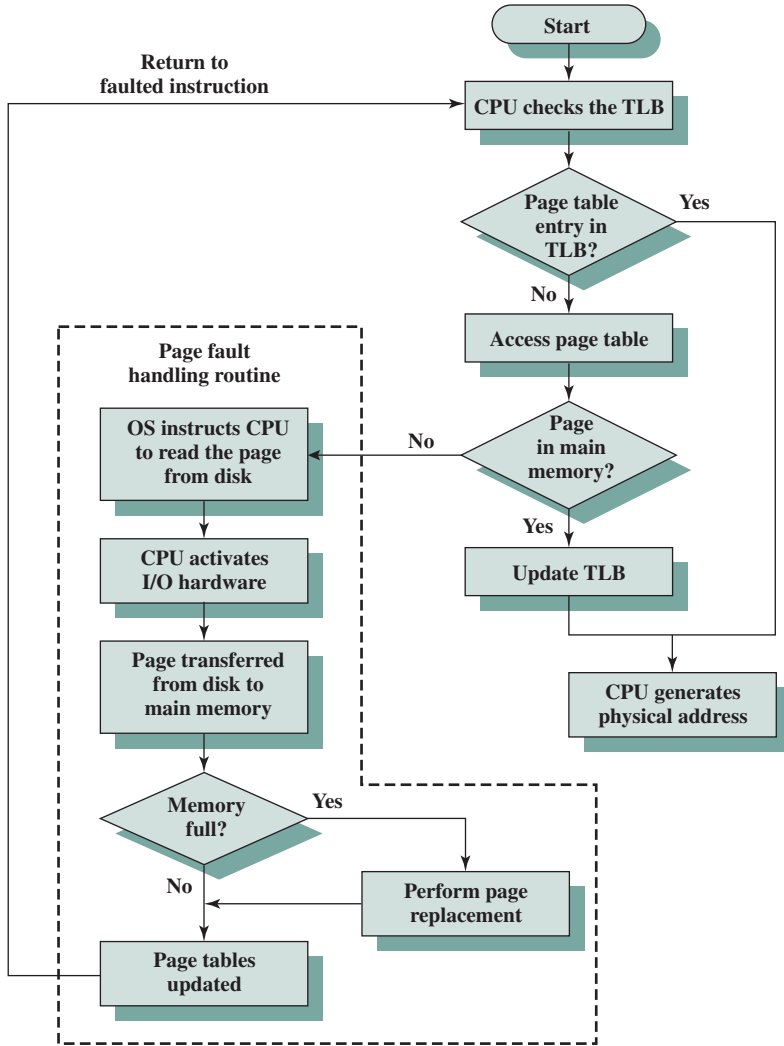 Start
Return to
faulted instruction
CPU checks the TLB
Page table
entry in
TLB?
Yes
No
Access page table
Page fault
handling routine
OS instructs CPU
to read the page
from disk
No
Page
in main
memory?
Yes
CPU activates
I/O hardware
Update TLB
Page transferred
from disk to
main memory
CPU generates
physical address
Memory
full?
Yes
No
Perform page
replacement
Page tables
updated